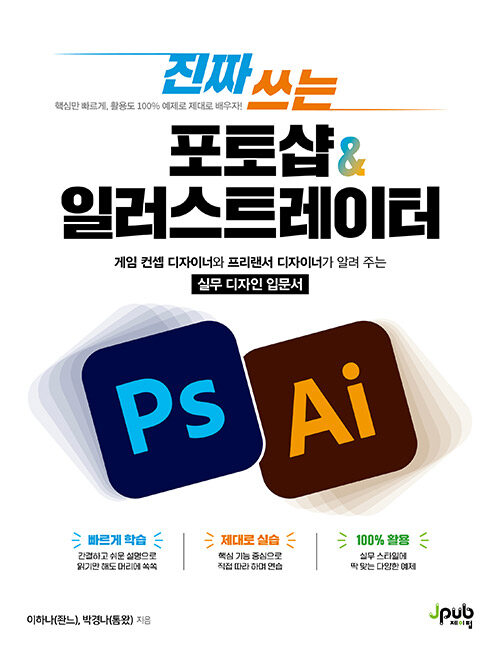 진짜 쓰는
핵심만 빠르게, 활용도 100% 예제로 제대로 배우자!
포토샵 &
일러스트레이터
게임 컨셉 디자이너와 프리랜서 디자이너가 알려 주는
실무 디자인 입문서
Ps
Ai
빠르게 학습
간결하고 쉬운 설명으로
읽기만 해도 머리에 쏙쏙
제대로 실습
핵심 기능 중심으로
직접 따라 하며 연습
100% 활용
실무 스타일에
딱 맞는 다양한 예제
이하나(좐느), 박경나(톰왔) 지음
Jpub
제이펍